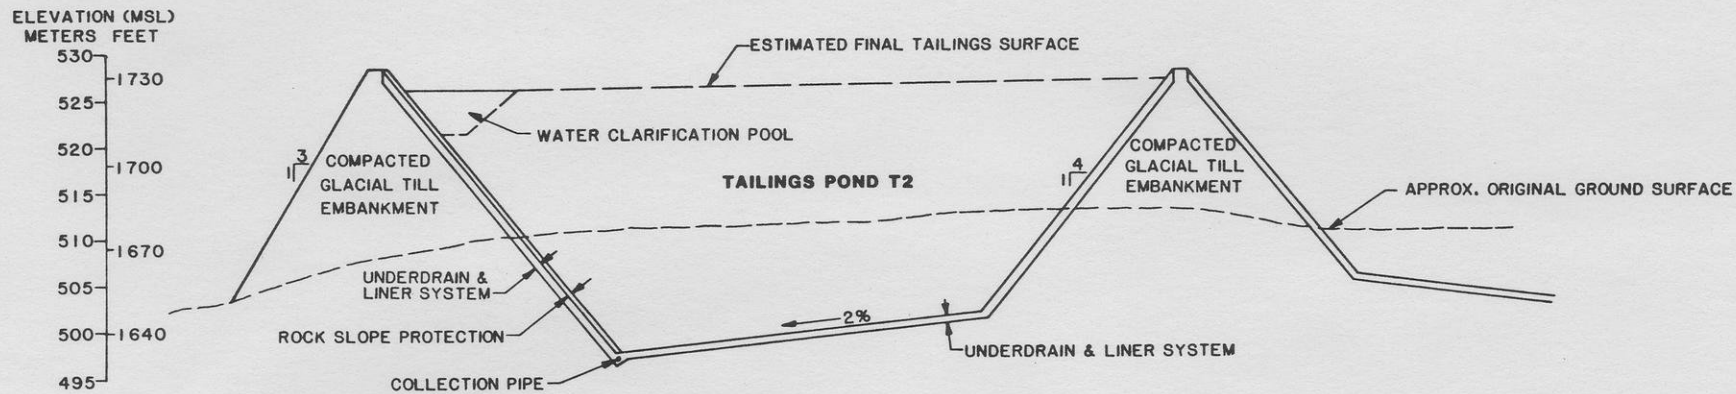 ELEVATION (MSL)
METERS FEET
530
1730
525
520
1700
515
510
1670
505
500
1640
495
ESTIMATED FINAL TAILINGS SURFACE
WATER CLARIFICATION POOL
3
1
COMPACTED
GLACIAL TILL
EMBANKMENT
TAILINGS POND T2
4
1
COMPACTED
GLACIAL TILL
EMBANKMENT
APPROX. ORIGINAL GROUND SURFACE
UNDERDRAIN &
LINER SYSTEM
ROCK SLOPE PROTECTION
COLLECTION PIPE
2%
UNDERDRAIN & LINER SYSTEM